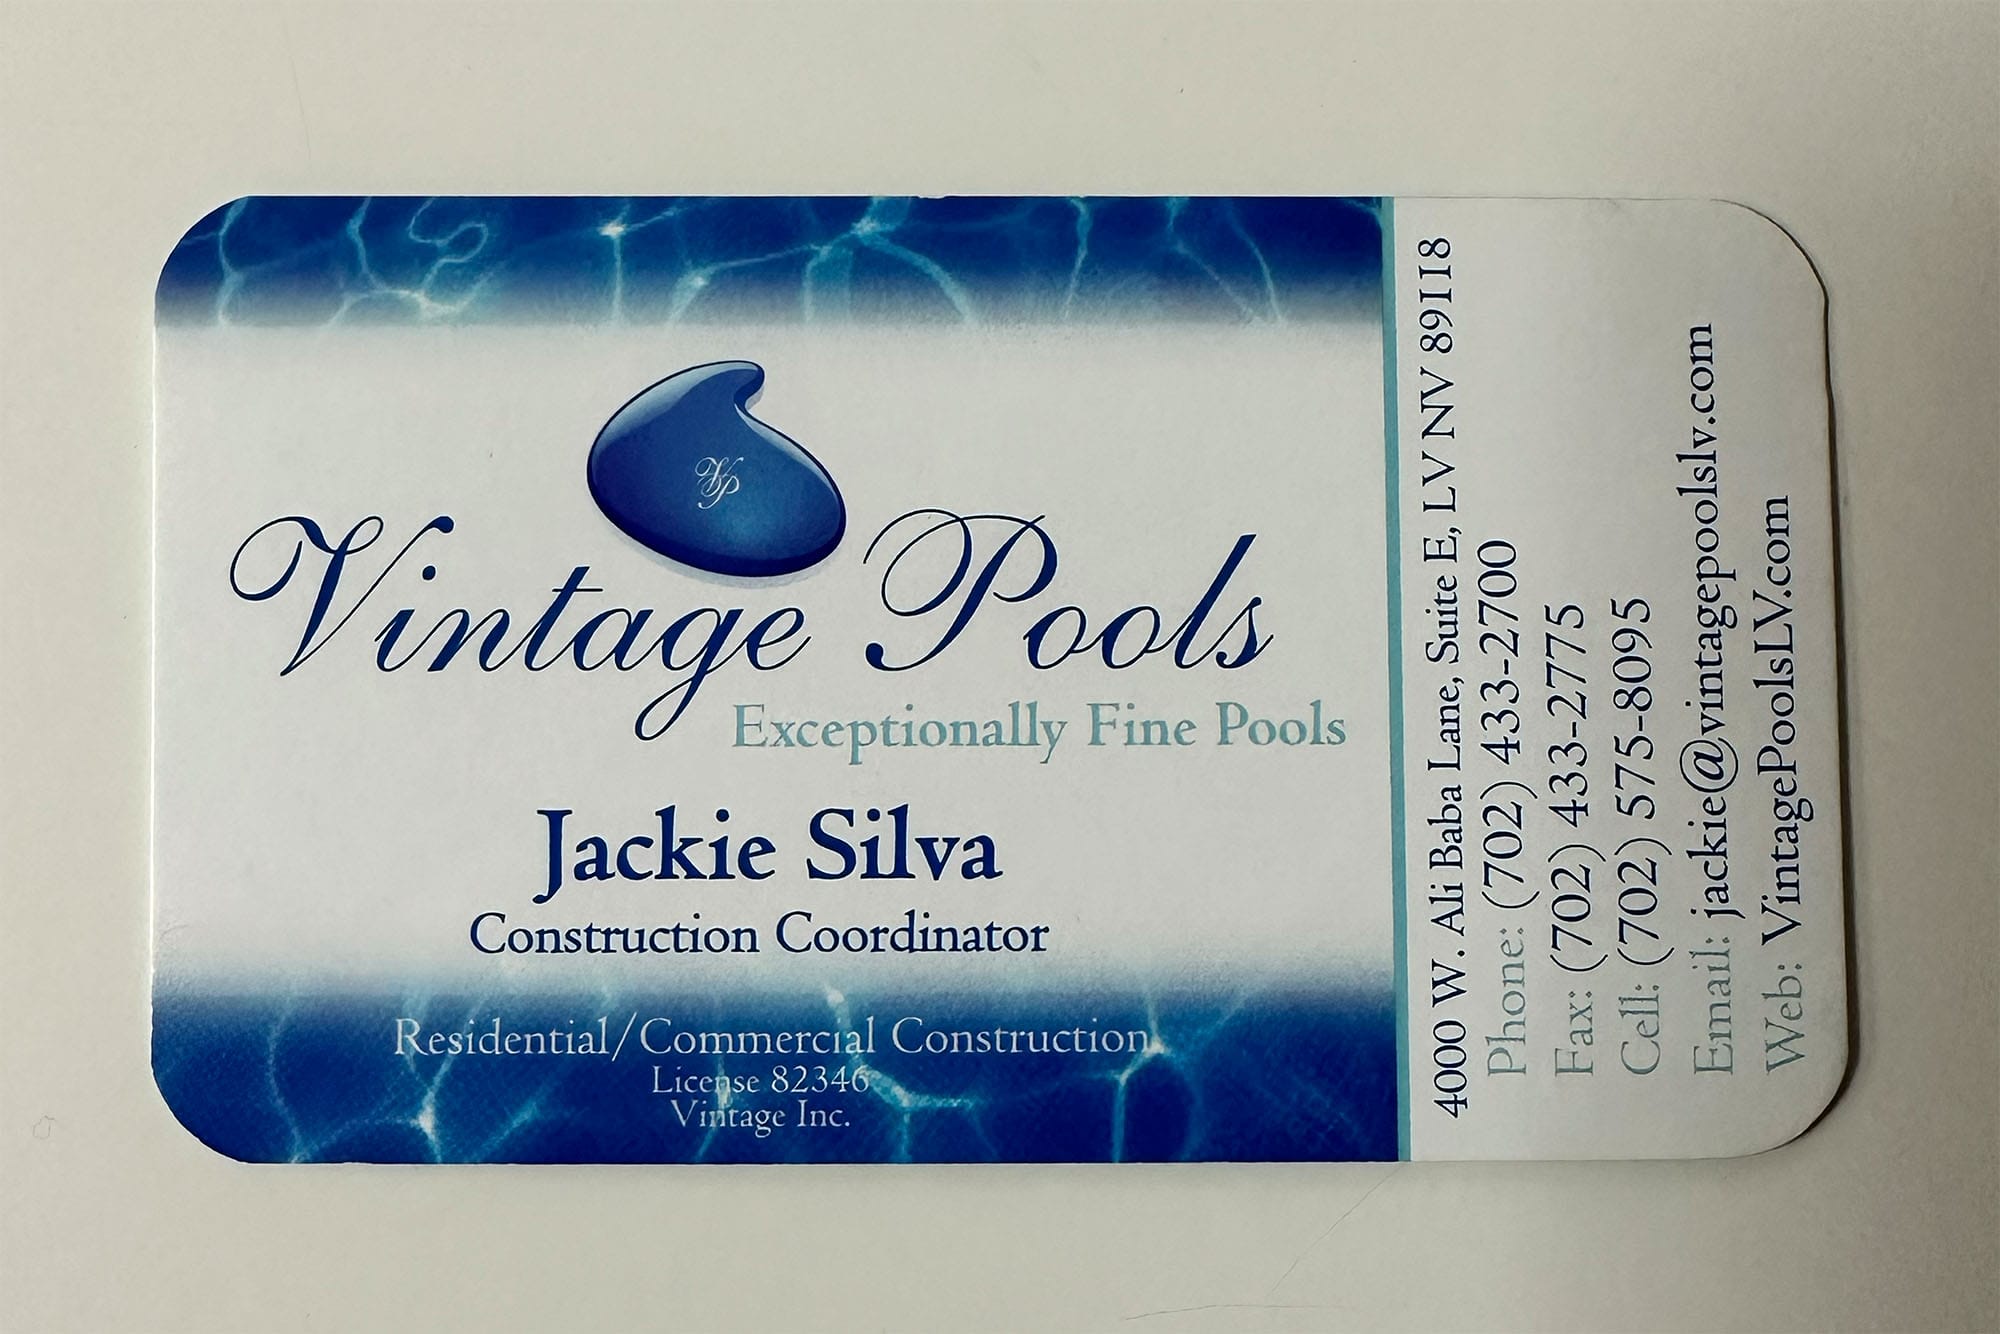 VP
Vintage Pools
Exceptionally Fine Pools
Jackie Silva
Construction Coordinator
Residential/Commercial Construction
License 82346
Vintage Inc.
4000 W. Ali Baba Lane, Suite E, LV NV 89118
Phone: (702) 433-2700
Fax: (702) 433-2775
Cell: (702) 575-8095
Email: jackie@vintagepoolslv.com
Web: VintagePoolsLV.com